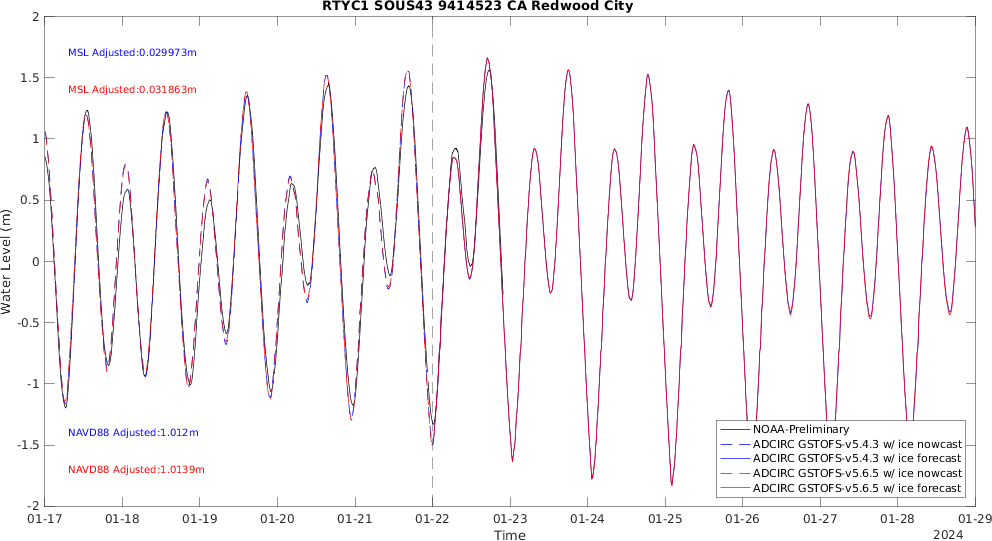 RTYC1 SOUS43 9414523 CA Redwood City
2
1.5
1
0.5
0
-0.5
-1
-1.5
-2
Water Level (m)
MSL Adjusted:0.029973m
MSL Adjusted:0.031863m
NAVD88 Adjusted:1.012m
NAVD88 Adjusted:1.0139m
NOAA-Preliminary
ADCIRC GSTOFS-v5.4.3 w/ ice nowcast
ADCIRC GSTOFS-v5.4.3 w/ ice forecast
ADCIRC GSTOFS-v5.6.5 w/ ice nowcast
ADCIRC GSTOFS-v5.6.5 w/ ice forecast
01-17 01-18 01-19 01-20 01-21 01-22 01-23 01-24 01-25 01-26 01-27 01-28 01-29
Time
2024